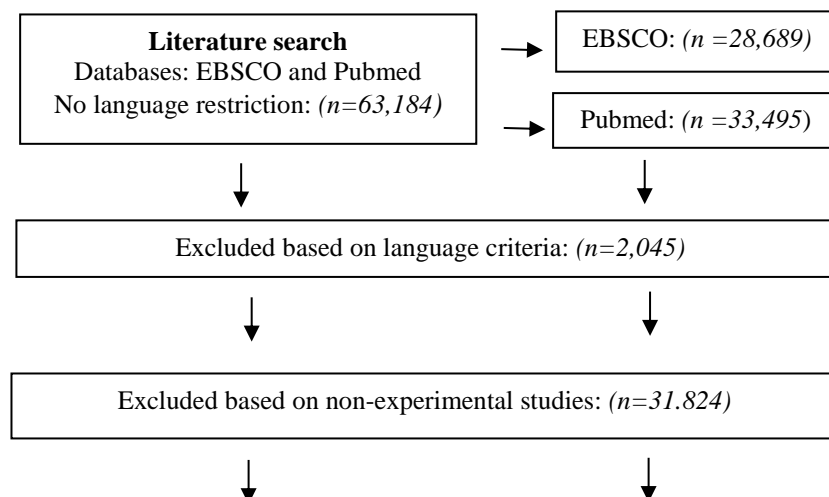 Literature search
Databases: EBSCO and Pubmed
No language restriction: (n=63,184)
EBSCO: (n =28,689)
Pubmed: (n =33,495)
Excluded based on language criteria: (n=2,045)
Excluded based on non-experimental studies: (n=31.824)